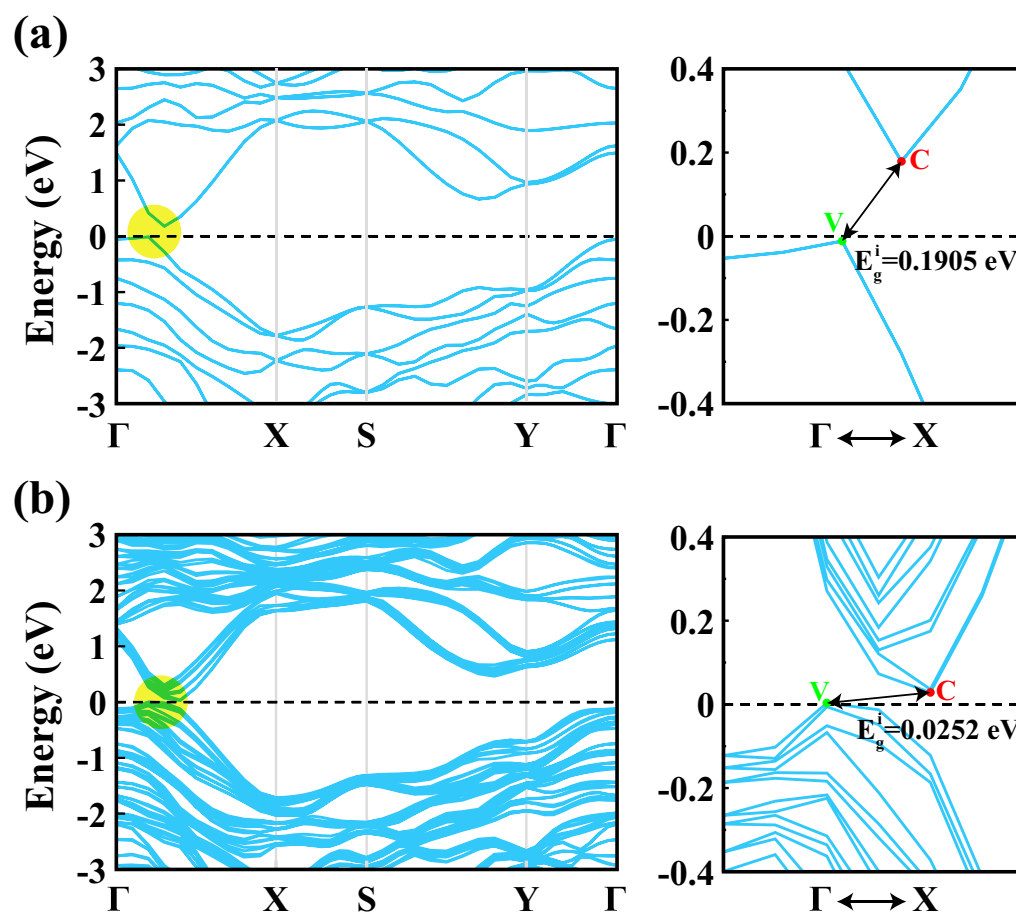 (a)
Energy (eV)
3
2
1
0
-1
-2
-3
Γ X S Y Γ
0.4
0.2
0
-0.2
-0.4
C
V
E_g^i=0.1905 eV
Γ X
(b)
Energy (eV)
3
2
1
0
-1
-2
-3
Γ X S Y Γ
0.4
0.2
0
-0.2
-0.4
V C
E_g^i=0.0252 eV
Γ X